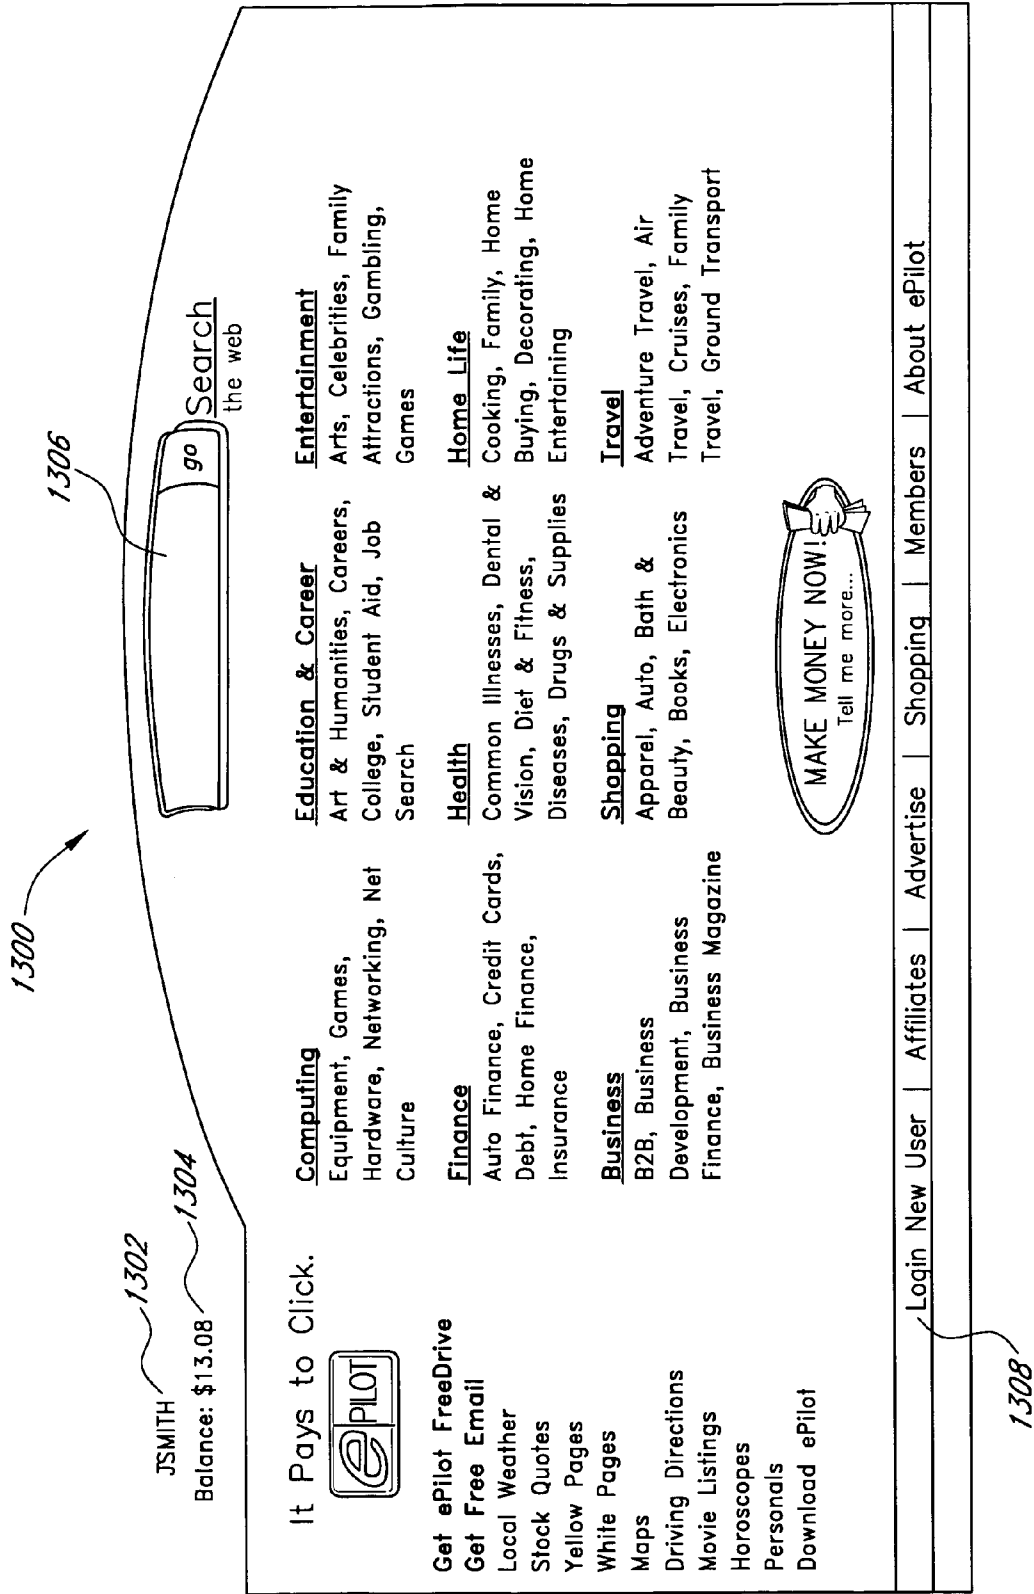 1300
JSMITH
1302
Balance: $13.08
1304
1306
go
Search
the web
It Pays to Click.
ePILOT
Get ePilot FreeDrive
Get Free Email
Local Weather
Stock Quotes
Yellow Pages
White Pages
Maps
Driving Directions
Movie Listings
Horoscopes
Personals
Download ePilot
Computing
Equipment, Games,
Hardware, Networking, Net
Culture
Education & Career
Art & Humanities, Careers,
College, Student Aid, Job
Search
Entertainment
Arts, Celebrities, Family
Attractions, Gambling,
Games
Finance
Auto Finance, Credit Cards,
Debt, Home Finance,
Insurance
Health
Common Illnesses, Dental &
Vision, Diet & Fitness,
Diseases, Drugs & Supplies
Home Life
Cooking, Family, Home
Buying, Decorating, Home
Entertaining
Business
B2B, Business
Development, Business
Finance, Business Magazine
Shopping
Apparel, Auto, Bath &
Beauty, Books, Electronics
Travel
Adventure Travel, Air
Travel, Cruises, Family
Travel, Ground Transport
MAKE MONEY NOW!
Tell me more...
Login New User | Affiliates | Advertise | Shopping | Members | About ePilot
1308